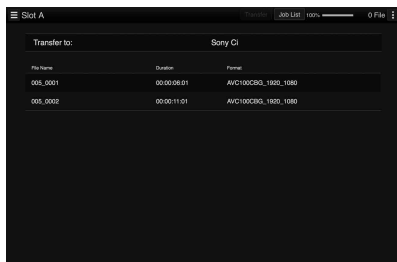 Slot A Transfer Job List 100% 0 File
Transfer to: Sony Ci
File Name Duration Format
005_0001 00:00:06:01 AVC100CBG_1920_1080
005_0002 00:00:11:01 AVC100CBG_1920_1080